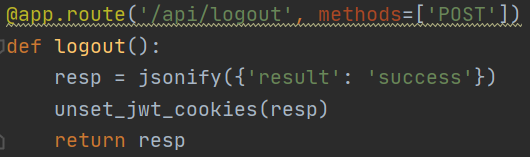 @app.route('/api/logout', methods=['POST'])
def logout():
    resp = jsonify({'result': 'success'})
    unset_jwt_cookies(resp)
    return resp